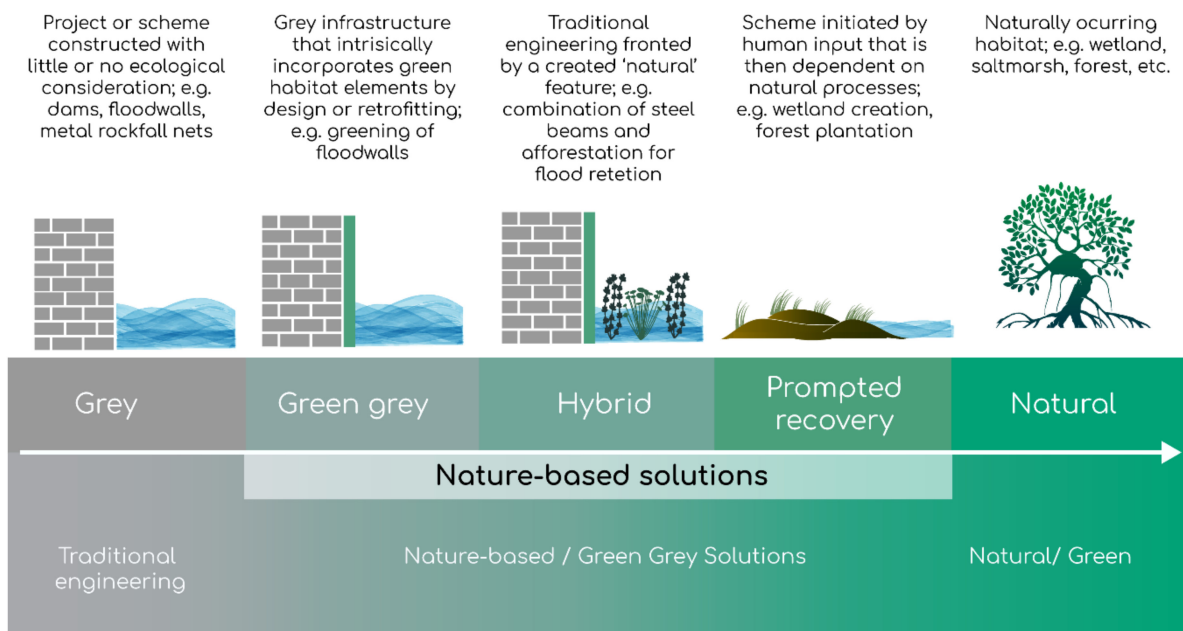 Project or scheme
constructed with
little or no ecological
consideration; e.g.
dams, floodwalls,
metal rockfall nets
Grey infrastructure
that intrisically
incorporates green
habitat elements by
design or retrofitting;
e.g. greening of
floodwalls
Traditional
engineering fronted
by a created ‘natural’
feature; e.g.
combination of steel
beams and
afforestation for
flood retetion
Scheme initiated by
human input that is
then dependent on
natural processes;
e.g. wetland creation,
forest plantation
Naturally ocurring
habitat; e.g. wetland,
saltmarsh, forest, etc.
Grey
Green grey
Hybrid
Prompted
recovery
Natural
Nature-based solutions
Traditional
engineering
Nature-based / Green Grey Solutions
Natural/ Green